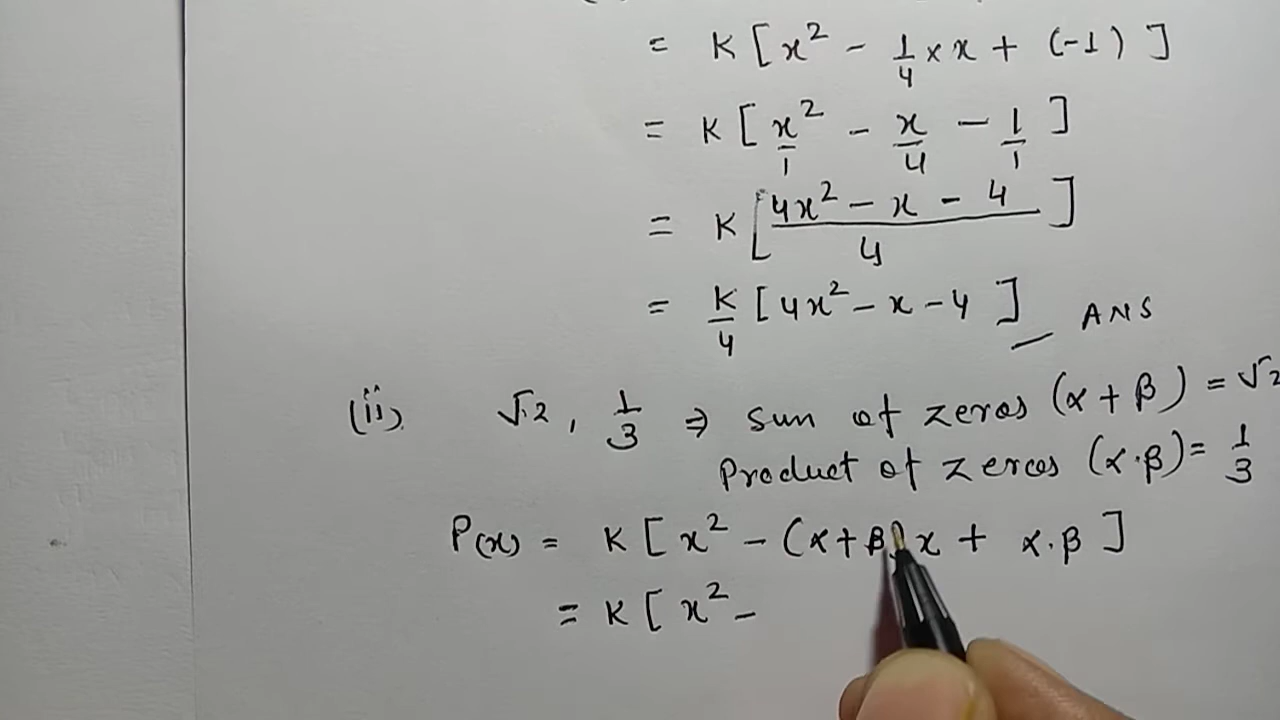 = K [ x² - 1/4 × x + (-1) ]
= K [ x²/1 - x/4 - 1/1 ]
= K [ (4x² - x - 4)/4 ]
= K/4 [ 4x² - x - 4 ] ANS
(ii) √2, 1/3 ⇒ Sum of zeros (α + β) = √2
Product of zeroes (α·β) = 1/3
P(x) = K [ x² - (α+β)x + α·β ]
= K [ x² -